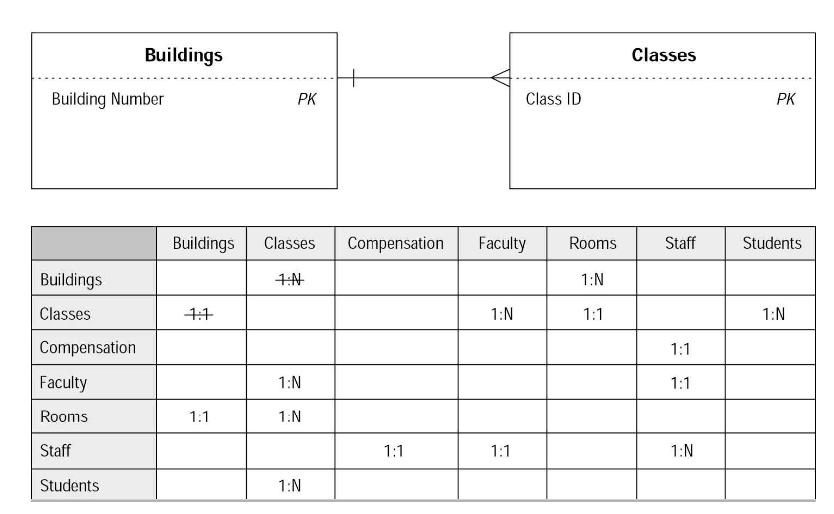 Buildings Classes
Building Number PK Class ID PK
Buildings Classes Compensation Faculty Rooms Staff Students
Buildings 1:N 1:N
Classes 1:1 1:N 1:1 1:N
Compensation 1:1
Faculty 1:N 1:1
Rooms 1:1 1:N
Staff 1:1 1:1 1:N
Students 1:N